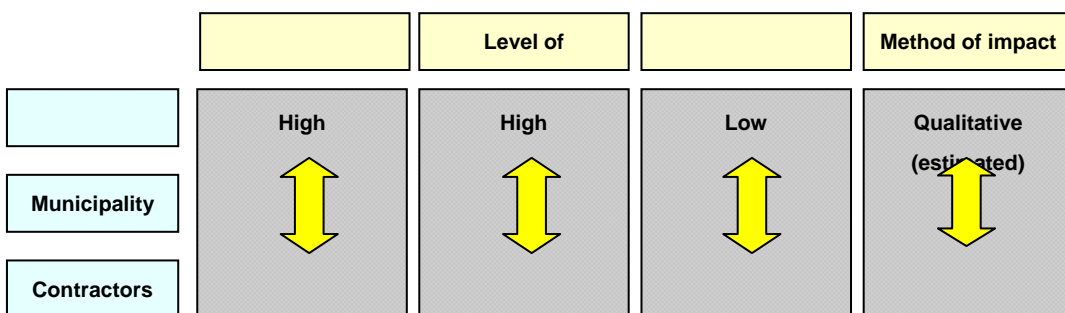 Level of
Method of impact
High
High
Low
Qualitative
(estimated)
Municipality
Contractors